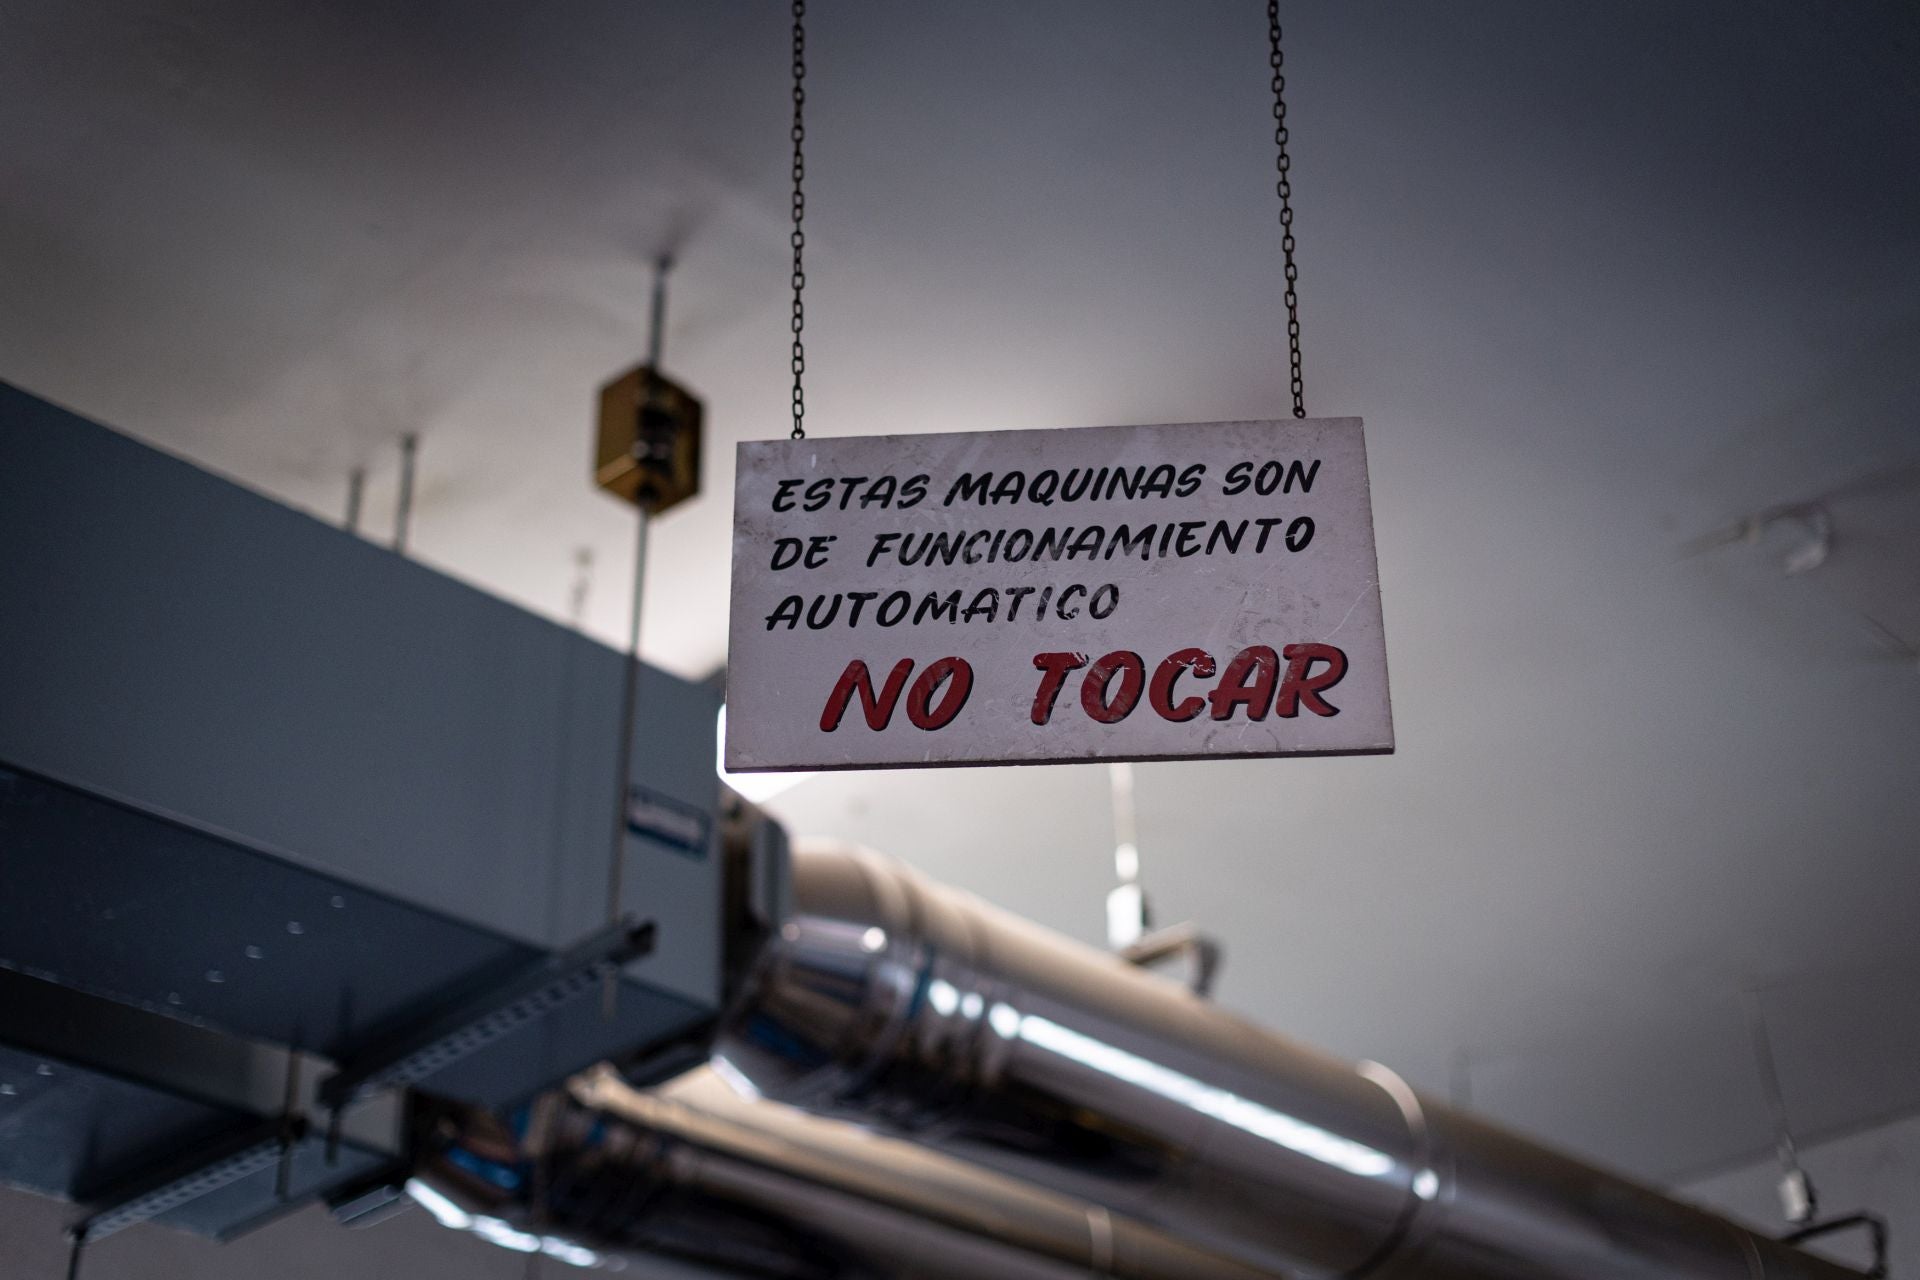 ESTAS MAQUINAS SON
DE FUNCIONAMIENTO
AUTOMATICO
NO TOCAR